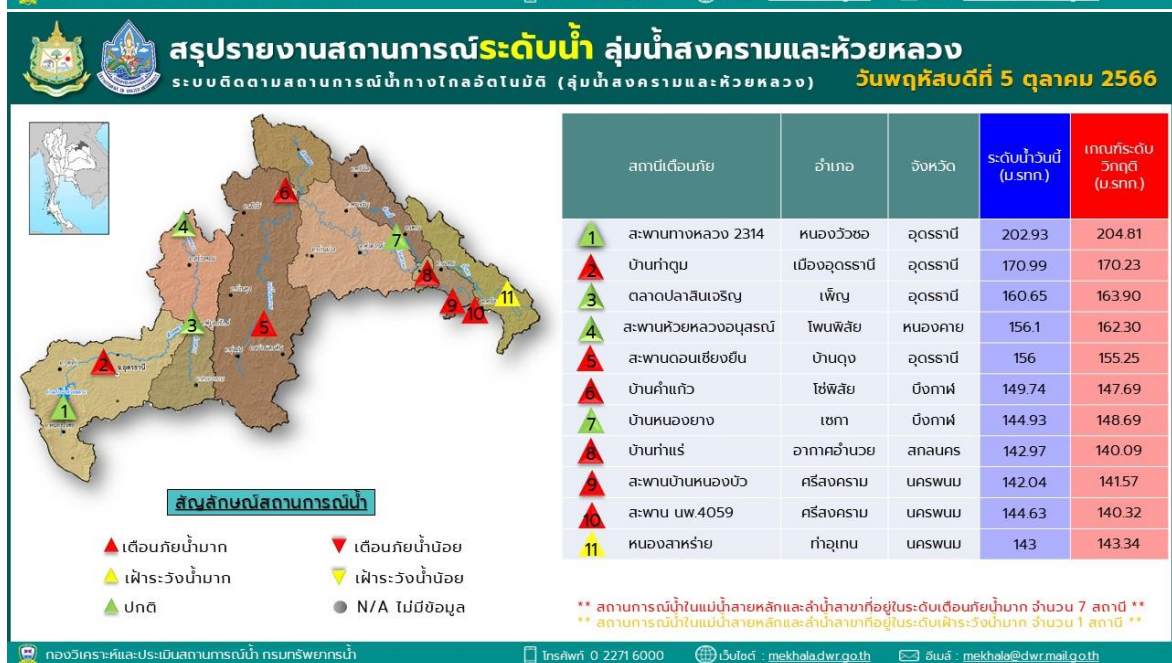 mekhala.dwr.go.th
mekhala@dwr.mail.go.th
สรุปรายงานสถานการณ์ระดับน้ำ ลุ่มน้ำสงครามและห้วยหลวง
ระบบติดตามสถานการณ์น้ำทางไกลอัตโนมัติ (ลุ่มน้ำสงครามและห้วยหลวง) วันพฤหัสบดีที่ 5 ตุลาคม 2566
สถานีเตือนภัย อำเภอ จังหวัด ระดับน้ำวันนี้ (ม.รทก.) เกณฑ์ระดับวิกฤติ (ม.รทก.)
1 สะพานทางหลวง 2314 หนองวัวซอ อุดรธานี 202.93 204.81
2 บ้านท่าตูม เมืองอุดรธานี อุดรธานี 170.99 170.23
3 ตลาดปลาสินเจริญ เพ็ญ อุดรธานี 160.65 163.90
4 สะพานห้วยหลวงอนุสรณ์ โพนพิสัย หนองคาย 156.1 162.30
5 สะพานดอนเชียงยืน บ้านดุง อุดรธานี 156 155.25
6 บ้านคำแก้ว โซ่พิสัย บึงกาฬ 149.74 147.69
7 บ้านหนองยาง เซกา บึงกาฬ 144.93 148.69
8 บ้านท่าแร่ อากาศอำนวย สกลนคร 142.97 140.09
9 สะพานบ้านหนองบัว ศรีสงคราม นครพนม 142.04 141.57
10 สะพาน นพ.4059 ศรีสงคราม นครพนม 144.63 140.32
11 หนองสาหร่าย ท่าอุเทน นครพนม 143 143.34
6
4
7
8
11
9
10
3
5
2
1
สัญลักษณ์สถานการณ์น้ำ
เตือนภัยน้ำมาก เตือนภัยน้ำน้อย
เฝ้าระวังน้ำมาก เฝ้าระวังน้ำน้อย
ปกติ N/A ไม่มีข้อมูล
** สถานการณ์น้ำในแม่น้ำสายหลักและลำน้ำสาขาที่อยู่ในระดับเตือนภัยน้ำมาก จำนวน 7 สถานี **
** สถานการณ์น้ำในแม่น้ำสายหลักและลำน้ำสาขาที่อยู่ในระดับเฝ้าระวังน้ำมาก จำนวน 1 สถานี **
กองวิเคราะห์และประเมินสถานการณ์น้ำ กรมทรัพยากรน้ำ โทรศัพท์ 0 2271 6000 เว็บไซต์ : mekhala.dwr.go.th อีเมล์ : mekhala@dwr.mail.go.th